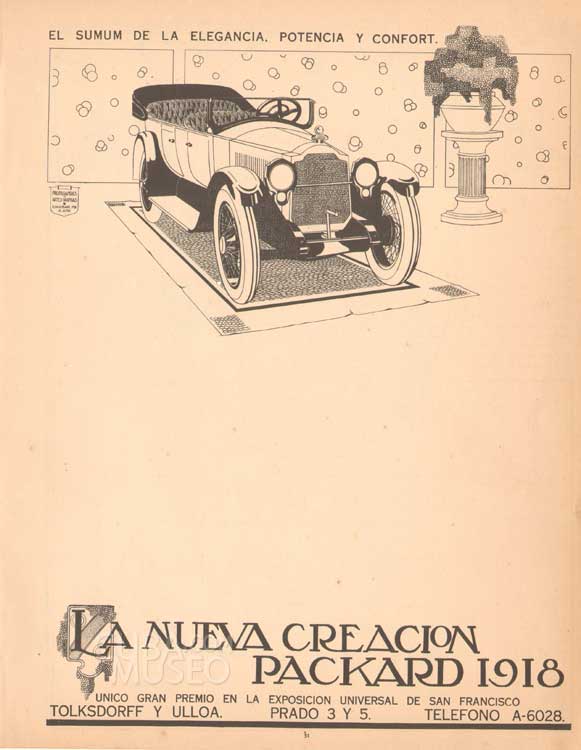 EL SUMUM DE LA ELEGANCIA. POTENCIA Y CONFORT.
LA NUEVA CREACION
PACKARD 1918
MUSEO
UNICO GRAN PREMIO EN LA EXPOSICION UNIVERSAL DE SAN FRANCISCO
TOLKSDORFF Y ULLOA. PRADO 3 Y 5. TELEFONO A-6028.